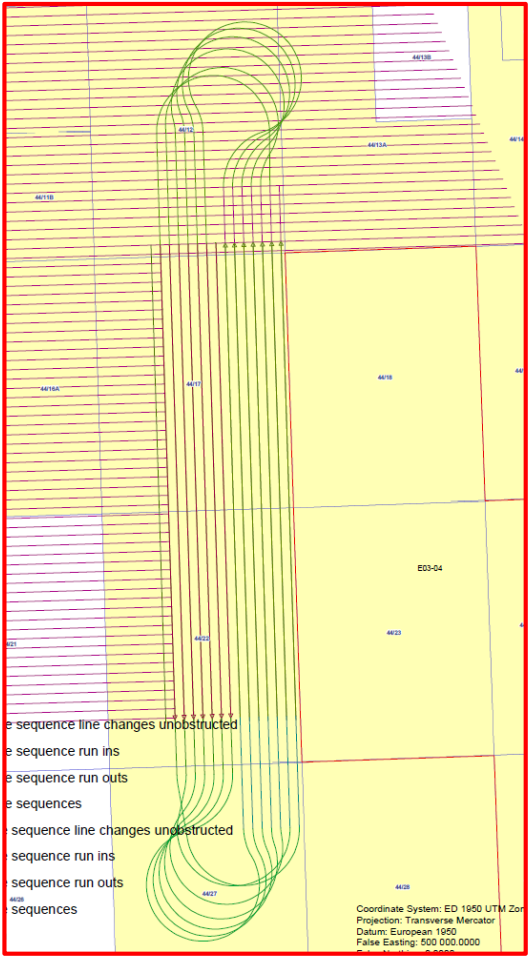 44/13B
44/12
44/13A
44/14
44/11B
44/17
44/18
44/16A
E03-04
44/22
44/23
4/21
e sequence line changes unobstructed
e sequence run ins
e sequence run outs
e sequences
e sequence line changes unobstructed
sequence run ins
sequence run outs
44/26
sequences
44/27
44/28
Coordinate System: ED 1950 UTM Zon
Projection: Transverse Mercator
Datum: European 1950
False Easting: 500 000.0000